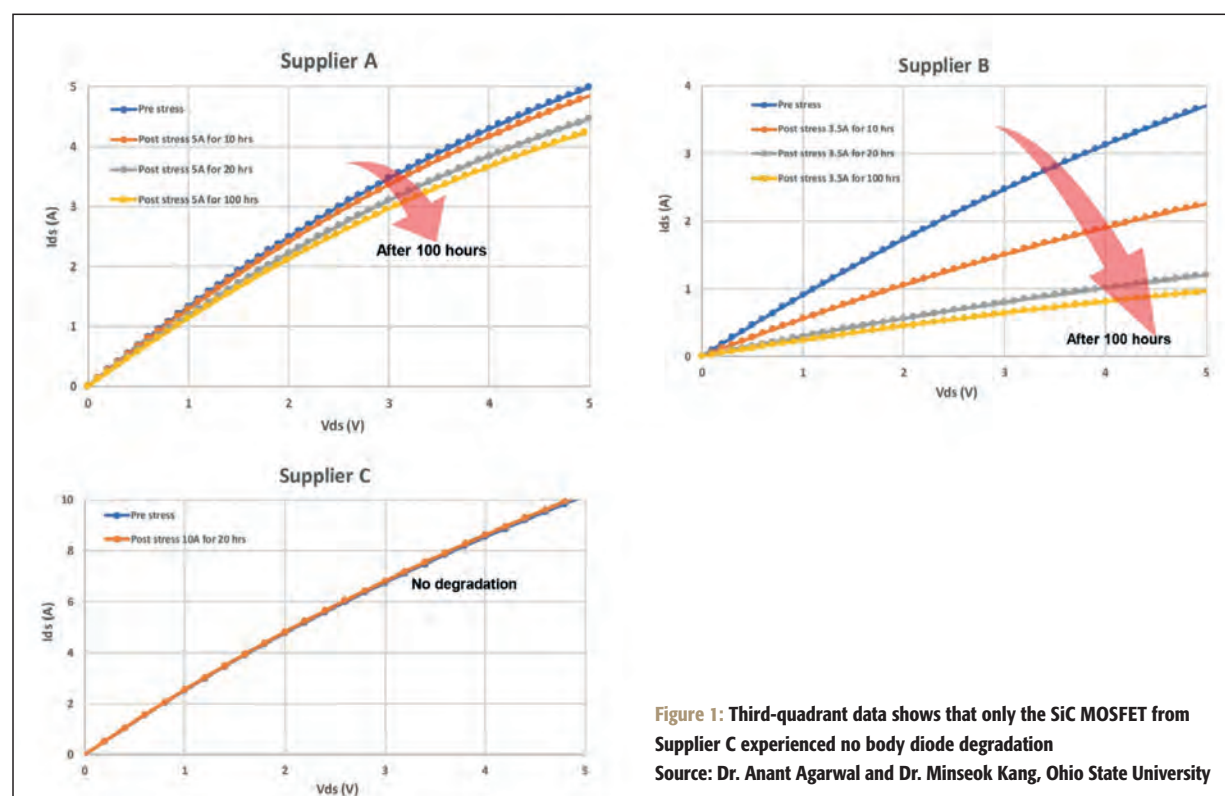 Supplier A
Pre stress
Post stress 5A for 10 hrs
Post stress 5A for 20 hrs
Post stress 5A for 100 hrs
After 100 hours
5
4
3
2
1
0
Ids (A)
0 1 2 3 4 5
Vds (V)
Supplier B
Pre stress
Post stress 3.5A for 10 hrs
Post stress 3.5A for 20 hrs
Post stress 3.5A for 100 hrs
After 100 hours
4
3
2
1
0
Ids (A)
0 1 2 3 4 5
Vds (V)
Supplier C
Pre stress
Post stress 10A for 20 hrs
No degradation
10
8
6
4
2
0
Ids (A)
0 1 2 3 4 5
Vds (V)
Figure 1: Third-quadrant data shows that only the SiC MOSFET from
Supplier C experienced no body diode degradation
Source: Dr. Anant Agarwal and Dr. Minseok Kang, Ohio State University